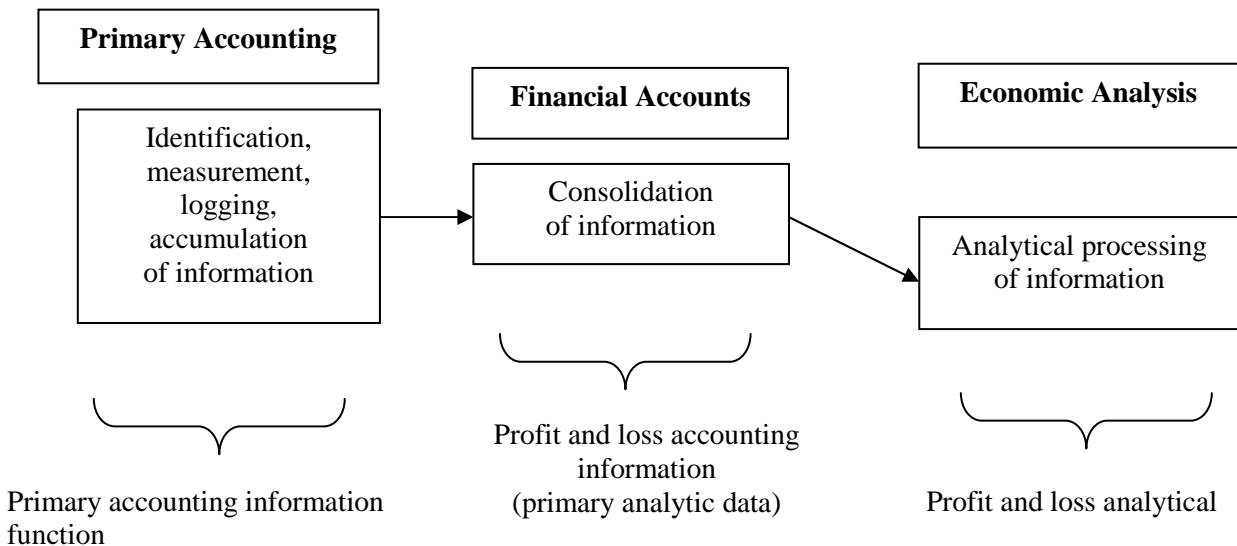 Primary Accounting
Identification,
measurement,
logging,
accumulation
of information
Primary accounting information
function
Financial Accounts
Consolidation
of information
Profit and loss accounting
information
(primary analytic data)
Economic Analysis
Analytical processing
of information
Profit and loss analytical